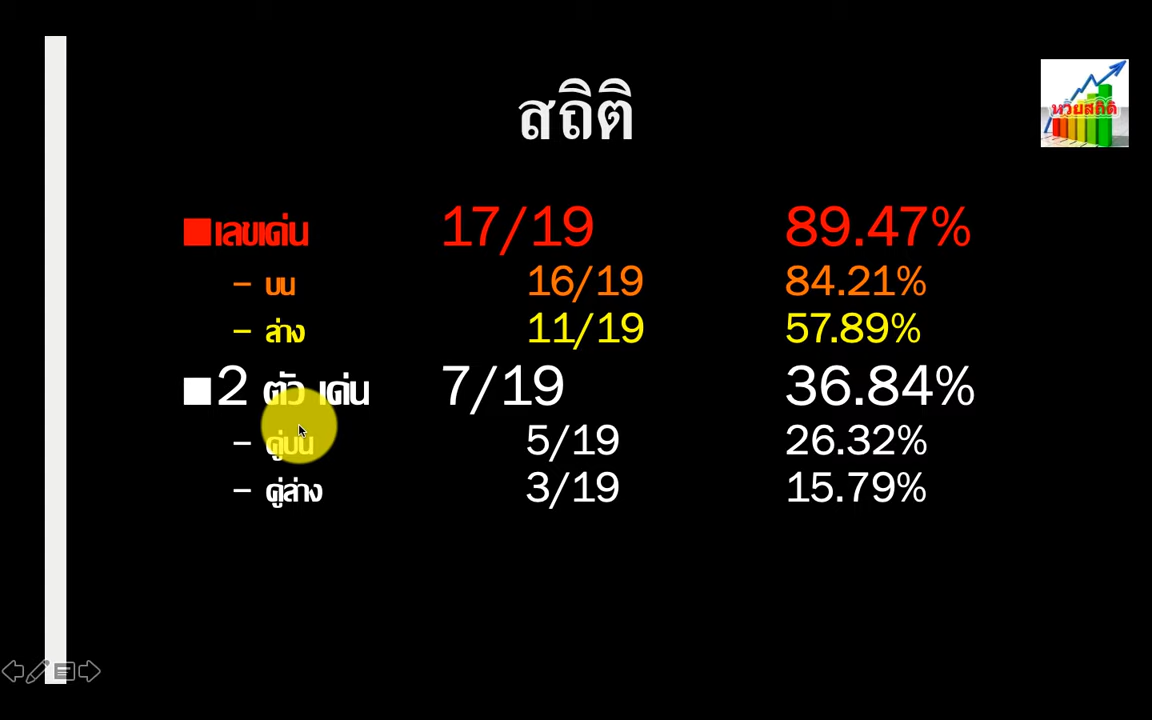 สถิติ
หวยสถิติ
■เลขเด่น 17/19 89.47%
– บน 16/19 84.21%
– ล่าง 11/19 57.89%
■2 ตัว เด่น 7/19 36.84%
– คู่บน 5/19 26.32%
– คู่ล่าง 3/19 15.79%